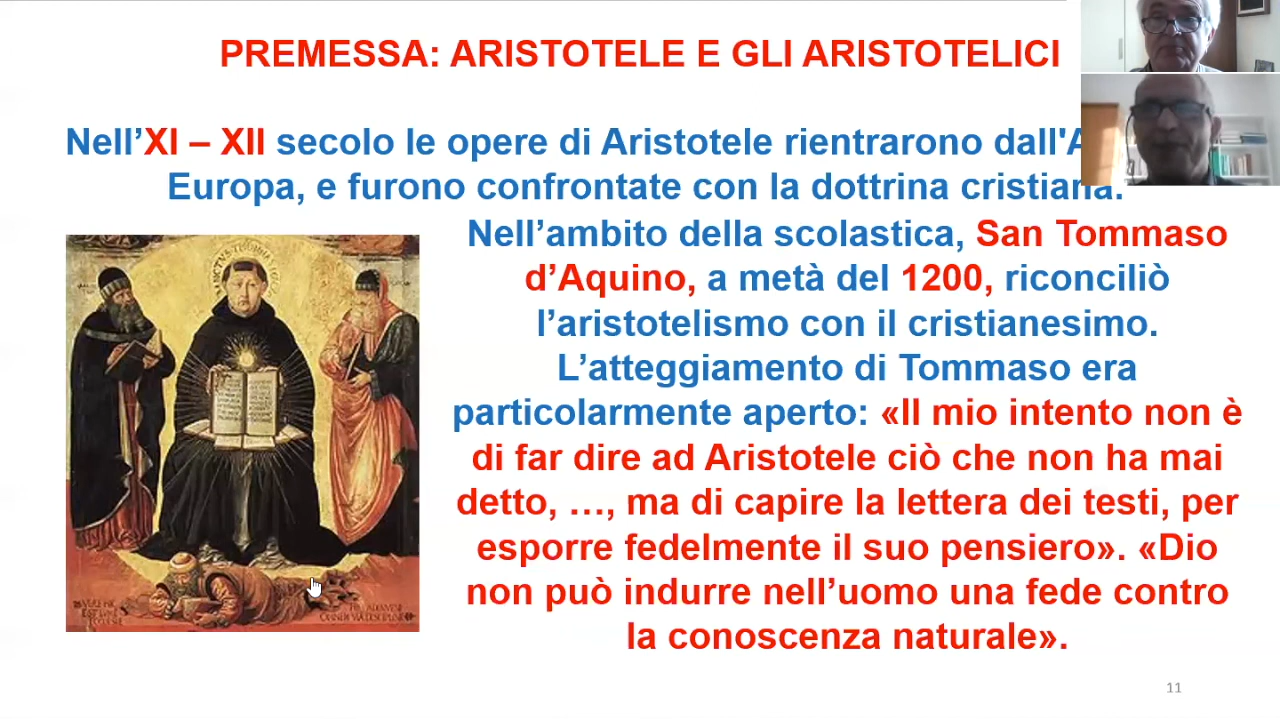 PREMESSA: ARISTOTELE E GLI ARISTOTELICI
Nell’XI – XII secolo le opere di Aristotele rientrarono
Europa, e furono confrontate con la dottrina cristiana.
Nell’ambito della scolastica, San Tommaso
d’Aquino, a metà del 1200, riconciliò
l’aristotelismo con il cristianesimo.
L’atteggiamento di Tommaso era
particolarmente aperto: «Il mio intento non è
di far dire ad Aristotele ciò che non ha mai
detto, …, ma di capire la lettera dei testi, per
esporre fedelmente il suo pensiero». «Dio
non può indurre nell’uomo una fede contro
la conoscenza naturale».
11